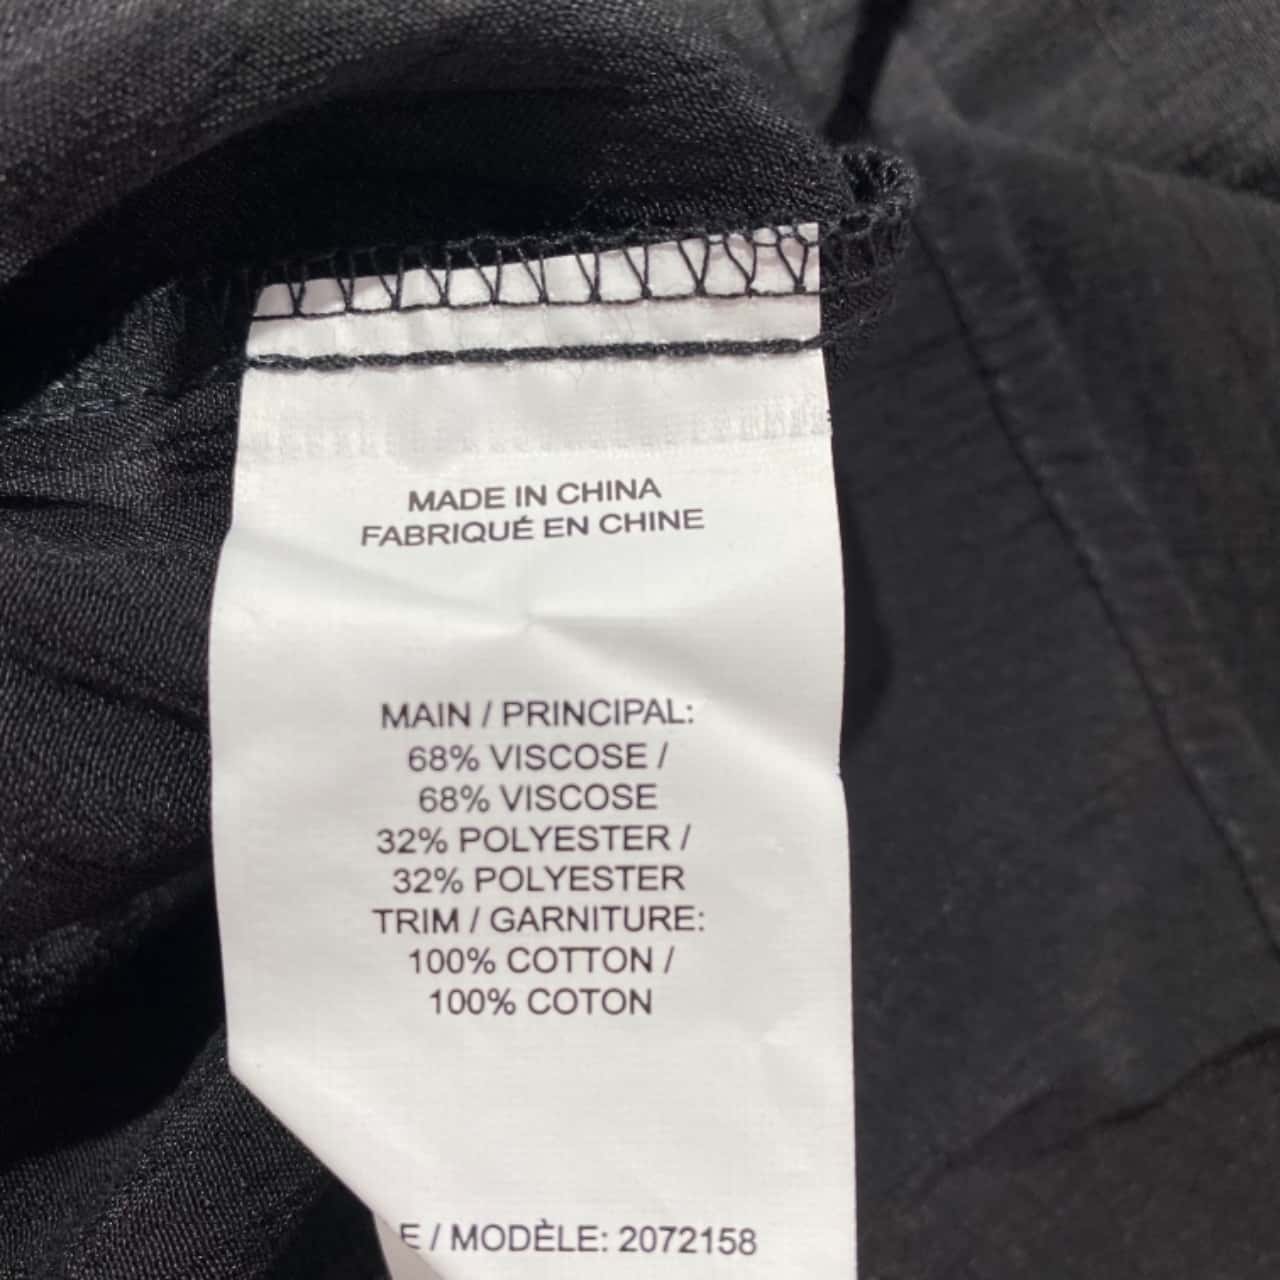 MADE IN CHINA
FABRIQUÉ EN CHINE
MAIN / PRINCIPAL:
68% VISCOSE /
68% VISCOSE
32% POLYESTER /
32% POLYESTER
TRIM / GARNITURE:
100% COTTON /
100% COTON
/ MODÈLE: 2072158